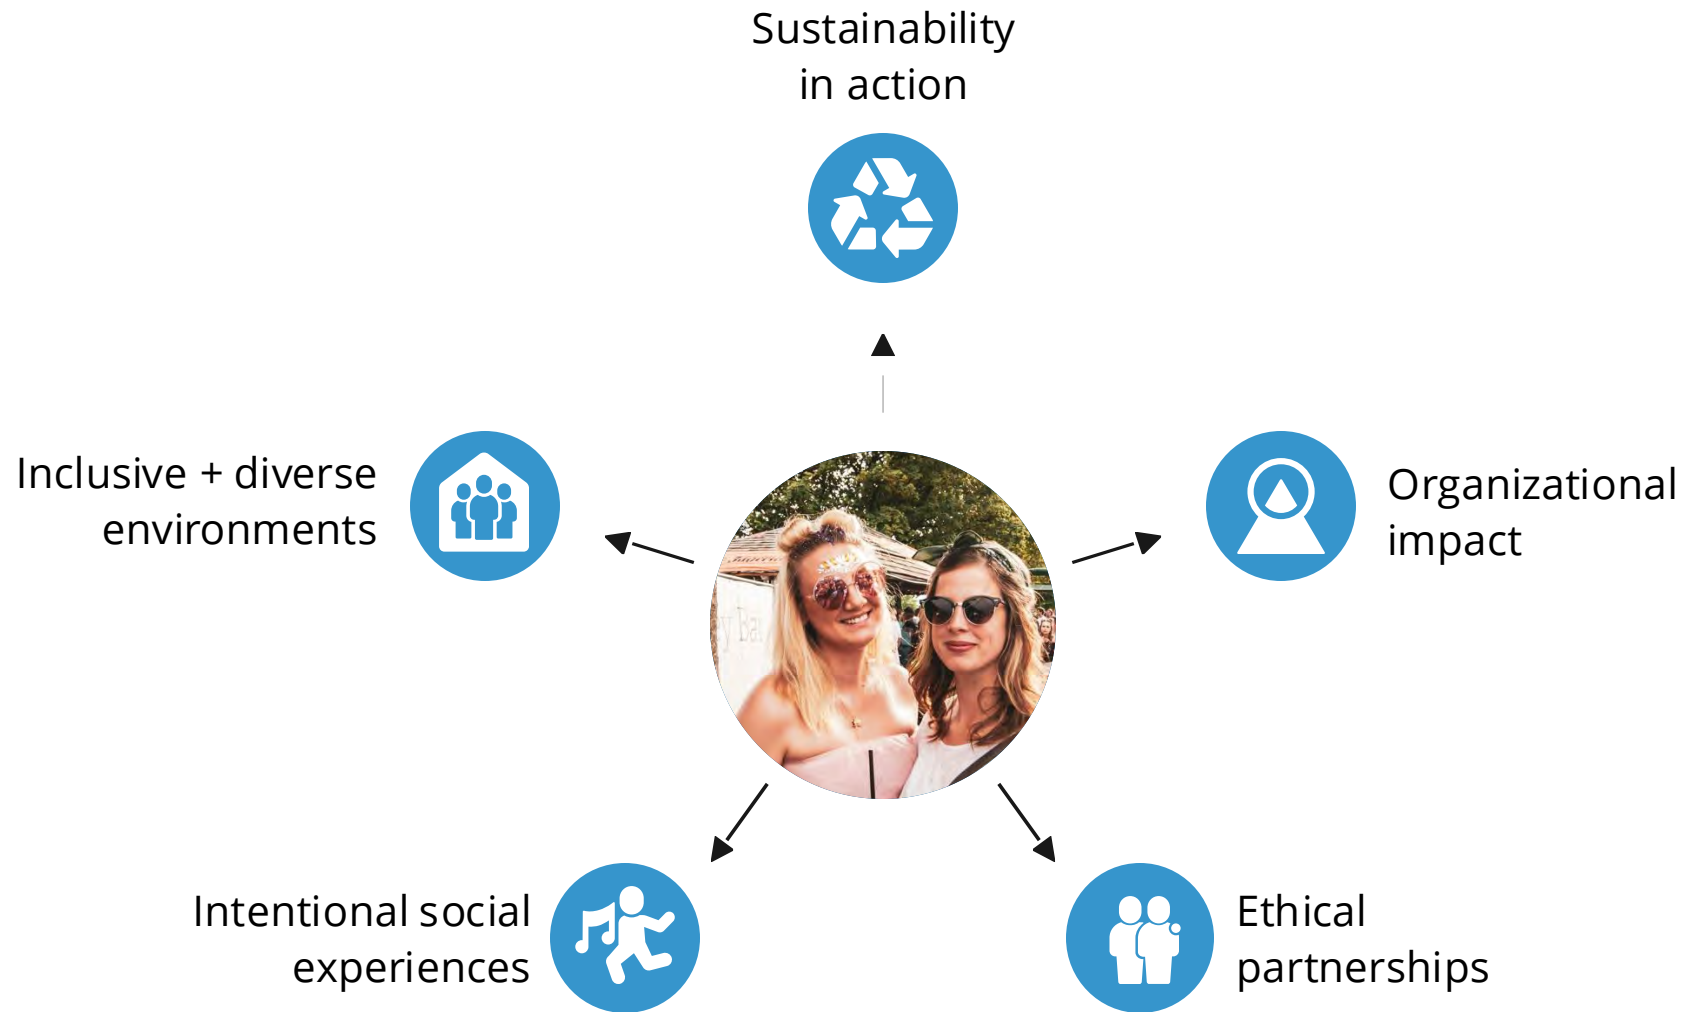 Sustainability
in action
Inclusive + diverse
environments
Organizational
impact
Intentional social
experiences
Ethical
partnerships